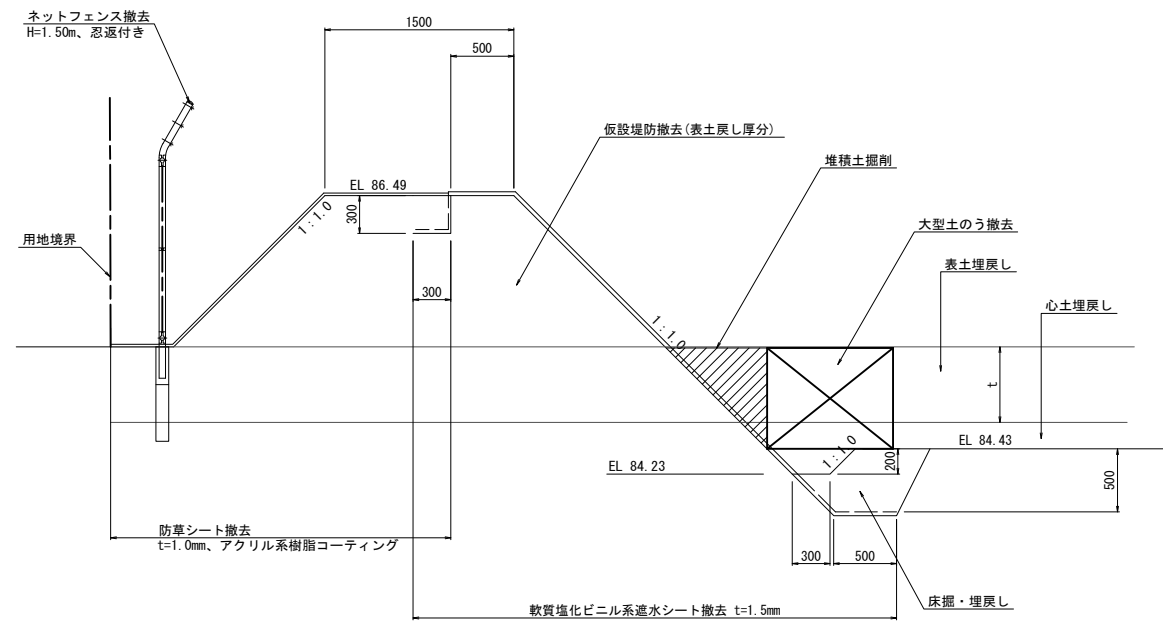 ネットフェンス撤去
H=1.50m、忍返付き
1500
500
仮設堤防撤去(表土戻し厚分)
堆積土掘削
EL 86.49
1:1.0
300
大型土のう撤去
用地境界
表土埋戻し
300
心土埋戻し
1:1.0
t
EL 84.43
1:1.0
200
EL 84.23
500
防草シート撤去
t=1.0mm、アクリル系樹脂コーティング
300
500
軟質塩化ビニル系遮水シート撤去 t=1.5mm
床掘・埋戻し